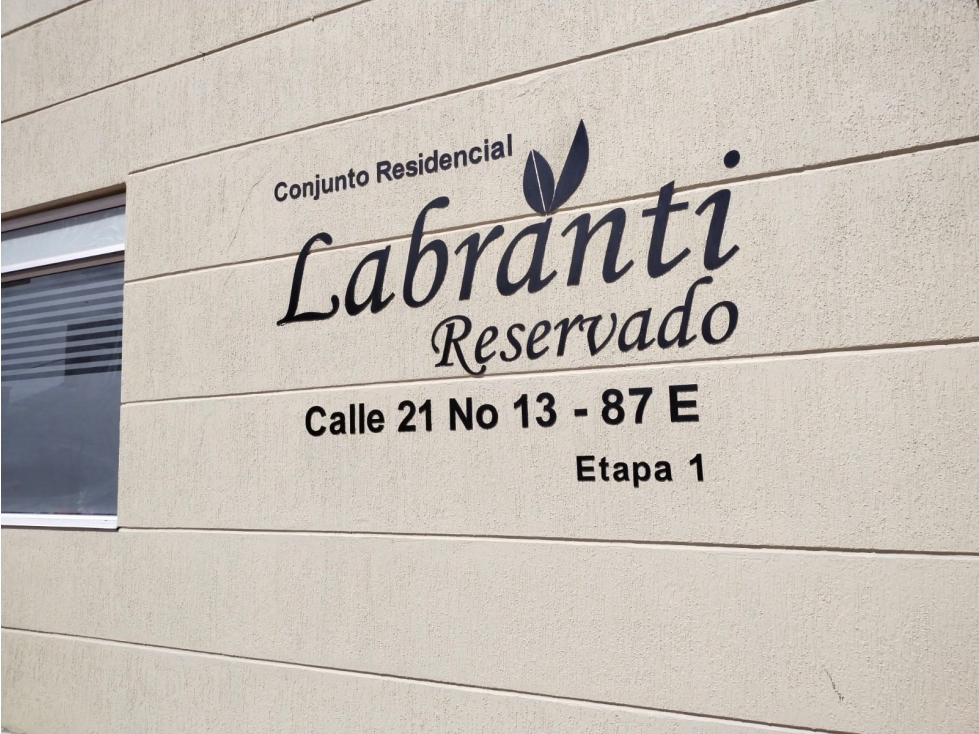 Conjunto Residencial
Labranti
Reservado
Calle 21 No 13 - 87 E
Etapa 1